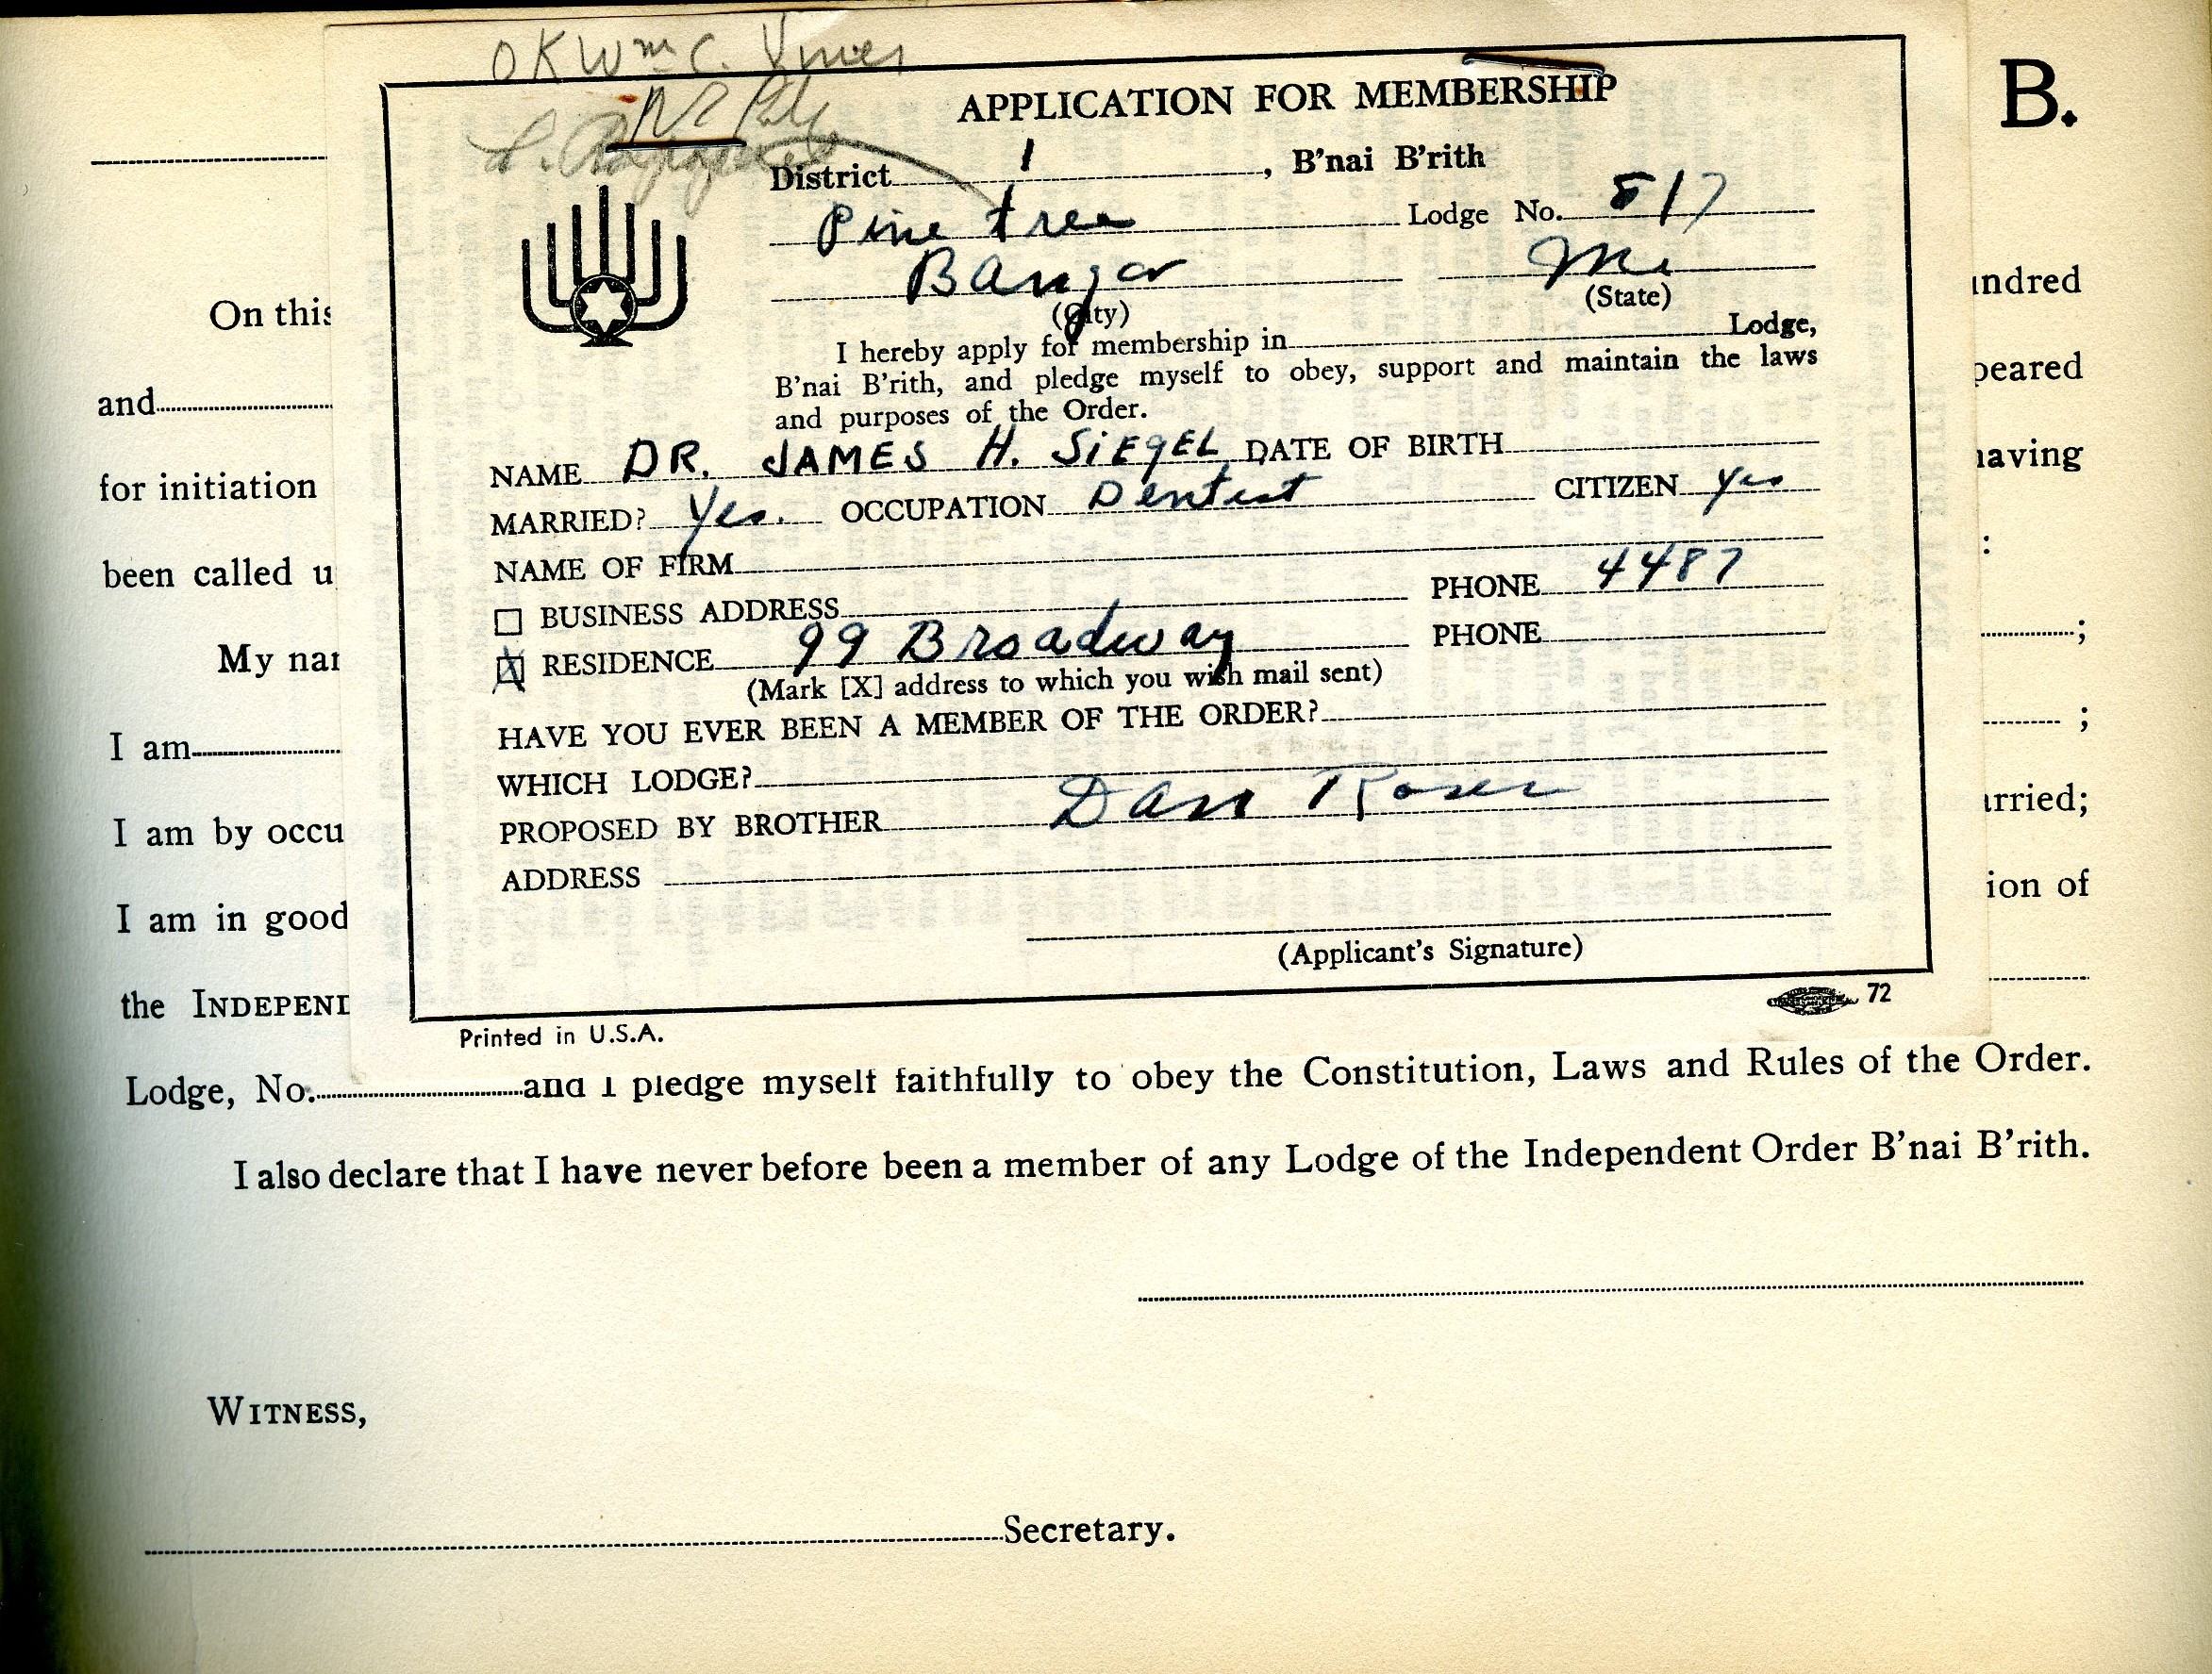 OK Wm C. Viner
APPLICATION FOR MEMBERSHIP
B.
District 1, B'nai B'rith
Pine tree Lodge No. 817
Bangor Me
(City) (State)
I hereby apply for membership in Lodge,
B'nai B'rith, and pledge myself to obey, support and maintain the laws
and purposes of the Order.
NAME DR. JAMES H. SiEgEL DATE OF BIRTH
MARRIED? Yes. OCCUPATION Dentist CITIZEN Yes
NAME OF FIRM
BUSINESS ADDRESS PHONE 4487
X RESIDENCE 99 Broadway PHONE
(Mark [X] address to which you wish mail sent)
HAVE YOU EVER BEEN A MEMBER OF THE ORDER?
WHICH LODGE?
PROPOSED BY BROTHER Dan Rosen
ADDRESS
(Applicant's Signature)
72
Printed in U.S.A.
On this undred
and peared
for initiation having
been called u :
My nar ;
I am ;
I am by occu arried;
I am in good ion of
the INDEPEND
Lodge, No. and I pledge myself faithfully to obey the Constitution, Laws and Rules of the Order.
I also declare that I have never before been a member of any Lodge of the Independent Order B'nai B'rith.
WITNESS,
Secretary.